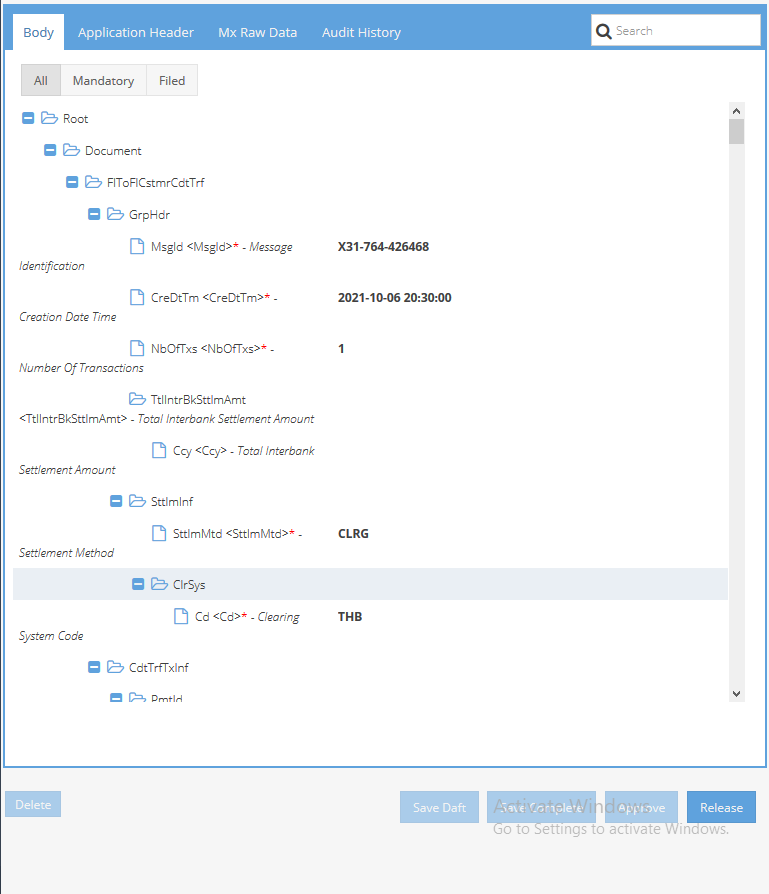 Body Application Header Mx Raw Data Audit History Search
All Mandatory Filed
Root
Document
FIToFICstmrCdtTrf
GrpHdr
MsgId <MsgId>* - Message X31-764-426468
Identification
CreDtTm <CreDtTm>* - 2021-10-06 20:30:00
Creation Date Time
NbOfTxs <NbOfTxs>* - 1
Number Of Transactions
TtlIntrBkSttlmAmt
<TtlIntrBkSttlmAmt> - Total Interbank Settlement Amount
Ccy <Ccy> - Total Interbank
Settlement Amount
SttlmInf
SttlmMtd <SttlmMtd>* - CLRG
Settlement Method
ClrSys
Cd <Cd>* - Clearing THB
System Code
CdtTrfTxInf
PmtId
Delete Save Daft Save Complete Approve Release
Activate Windows
Go to Settings to activate Windows.